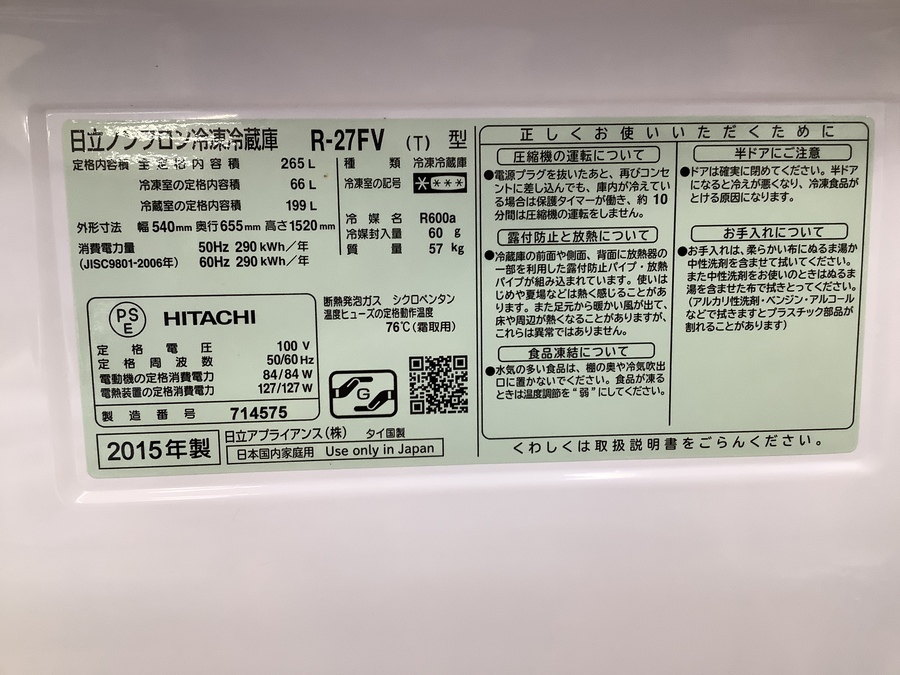 日立ノンフロン冷凍冷蔵庫 R-27FV (T) 型
定格内容積 全定格内容積 265 L
冷凍室の定格内容積 66 L
冷蔵室の定格内容積 199 L
外形寸法 幅 540mm 奥行 655mm 高さ 1520mm
消費電力量 50Hz 290 kWh／年
(JISC9801-2006年) 60Hz 290 kWh／年
種類 冷凍冷蔵庫
冷凍室の記号 * ***
冷媒名 R600a
冷媒封入量 60 g
質量 57 kg
PSE HITACHI
定格電圧 100 V
定格周波数 50/60 Hz
電動機の定格消費電力 84/84 W
電熱装置の定格消費電力 127/127 W
製造番号 714575
断熱発泡ガス シクロペンタン
温度ヒューズの定格動作温度
76℃(霜取用)
G
2015年製
日立アプライアンス(株) タイ国製
日本国内家庭用 Use only in Japan
正しくお使いいただくために
圧縮機の運転について
●電源プラグを抜いたあと、再びコンセ
ントに差し込んでも、庫内が冷えてい
る場合は保護タイマーが働き、約 10
分間は圧縮機の運転をしません。
露付防止と放熱について
●冷蔵庫の前面や側面、背面に放熱器の
一部を利用した露付防止パイプ・放熱
パイプが組み込まれています。使いは
じめや夏場などは熱く感じることがあ
ります。また足元から暖かい風が出て、
床や周辺が熱くなることがありますが、
これらは異常ではありません。
食品凍結について
●水気の多い食品は、棚の奥や冷気吹出
口に置かないでください。食品が凍る
ときは温度調節を“弱”にしてください。
半ドアにご注意
●ドアは確実に閉めてください。半ドア
になると冷えが悪くなり、冷凍食品が
とける原因になります。
お手入れについて
●お手入れは、柔らかい布にぬるま湯か
中性洗剤を含ませて拭いてください。
また中性洗剤をお使いのときはぬるま
湯を含ませた布で拭きとってください。
(アルカリ性洗剤・ベンジン・アルコール
などで拭きますとプラスチック部品が
割れることがあります)
くわしくは取扱説明書をごらんください。